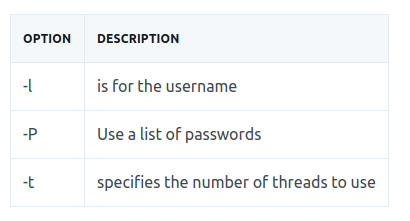 OPTION DESCRIPTION
-l is for the username
-P Use a list of passwords
-t specifies the number of threads to use